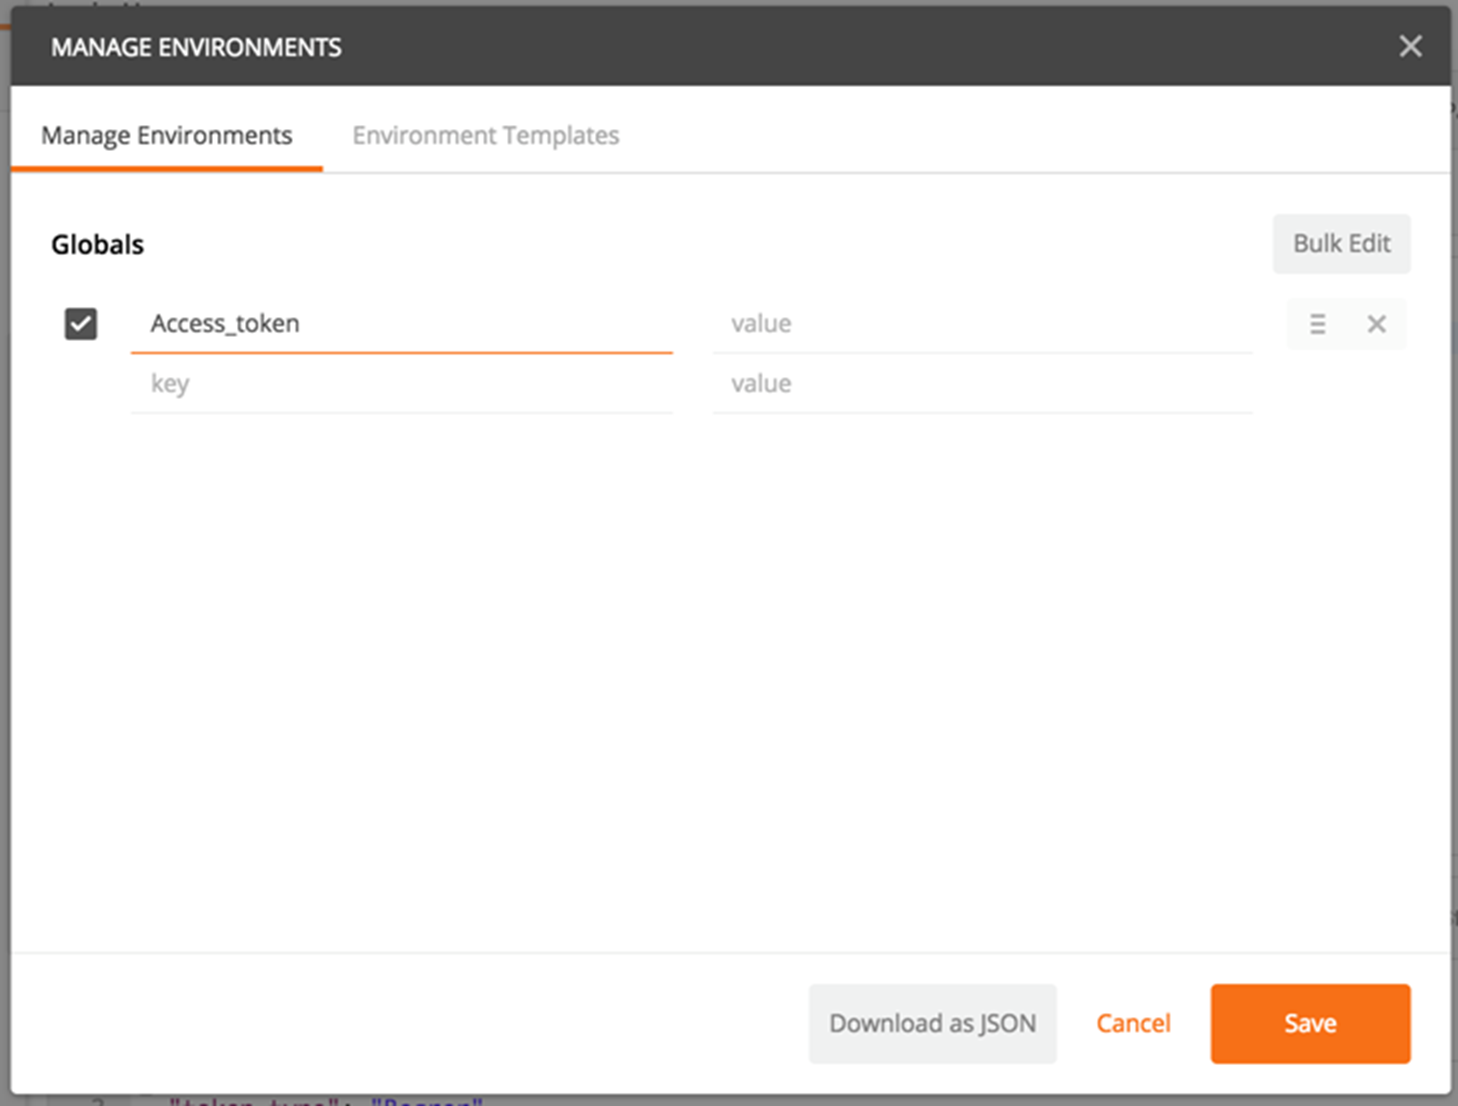 MANAGE ENVIRONMENTS
Manage Environments Environment Templates
Globals Bulk Edit
Access_token value
key value
Download as JSON Cancel Save